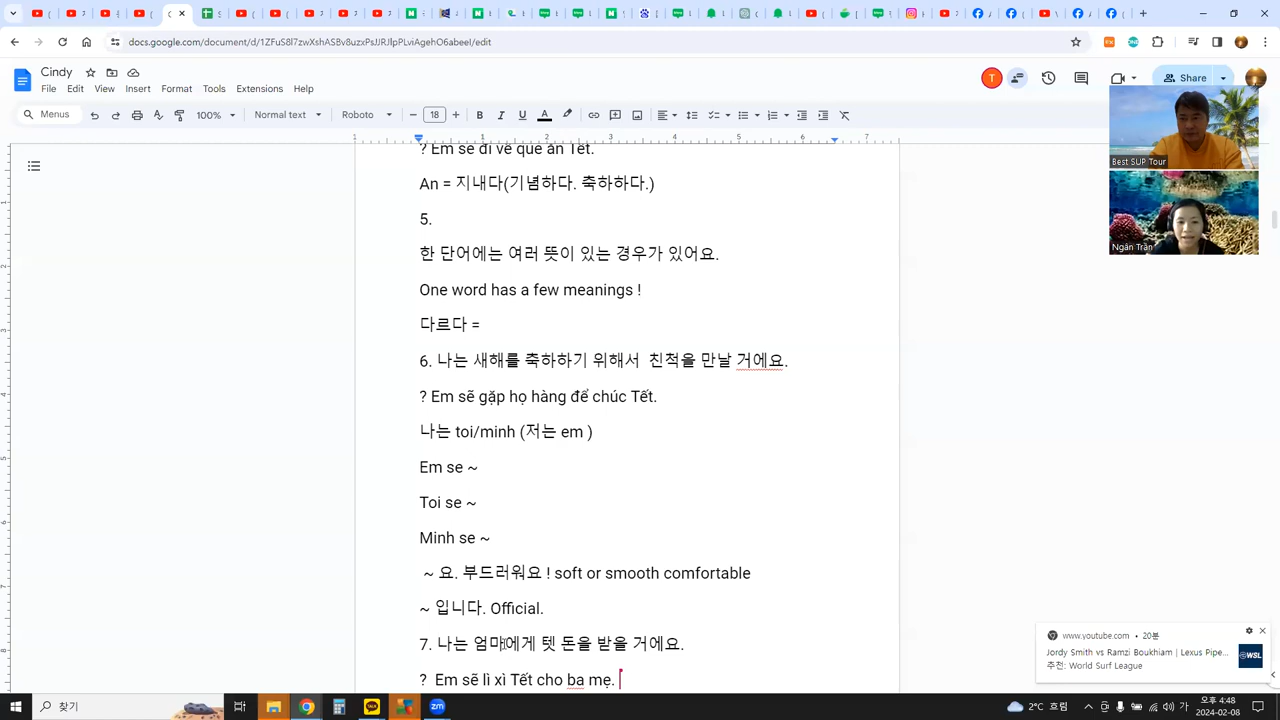 docs.google.com/document/d/1ZFuS8l7zwXshASBv8uzxPsJJRJlpPLviAgehO6abeeI/edit
Cindy
File Edit View Insert Format Tools Extensions Help
Share
Menus 100% Normal text Roboto 18
? Em sẽ đi về quê ăn Tết.
An = 지내다(기념하다. 축하하다.)
5.
한 단어에는 여러 뜻이 있는 경우가 있어요.
One word has a few meanings !
다르다 =
6. 나는 새해를 축하하기 위해서 친척을 만날 거에요.
? Em sẽ gặp họ hàng để chúc Tết.
나는 toi/minh (저는 em )
Em se ~
Toi se ~
Minh se ~
~ 요. 부드러워요 ! soft or smooth comfortable
~ 입니다. Official.
7. 나는 엄마에게 텟 돈을 받을 거에요.
? Em sẽ lì xì Tết cho ba mẹ.
Best SUP Tour
Ngân Trần
www.youtube.com • 20분
Jordy Smith vs Ramzi Boukhiam | Lexus Pipe...
추천: World Surf League
WSL
찾기
TALK
zm
2°C 흐림
가
오후 4:48
2024-02-08